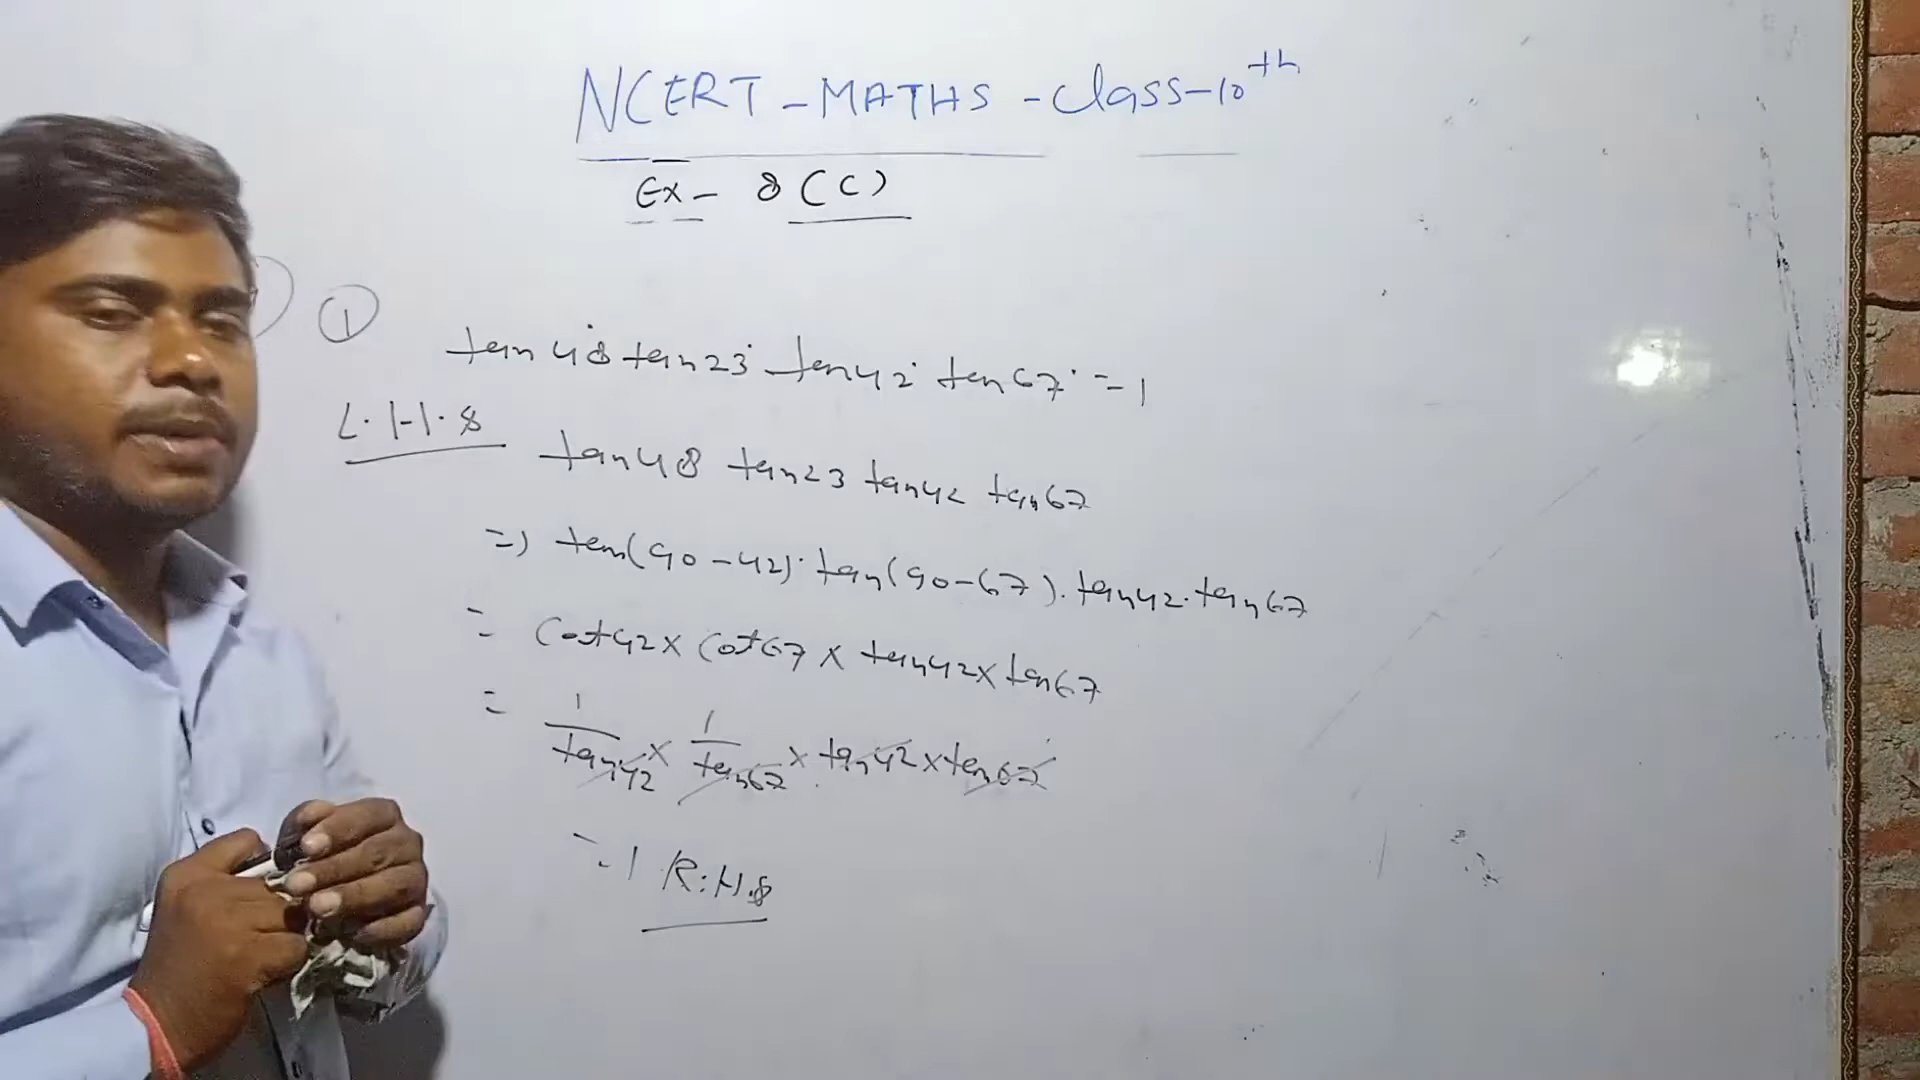 NCERT - MATHS - Class - 10th
Ex - 8 (C)
①
tan 48° tan 23° tan 42° tan 67° = 1
L.H.S
tan 48 tan 23 tan 42 tan 67
=) tan(90-42). tan(90-67). tan 42. tan 67
= Cot 42 x Cot 67 x tan 42 x tan 67
= 1/tan 42 x 1/tan 67 x tan 42 x tan 67
= 1 R.H.S